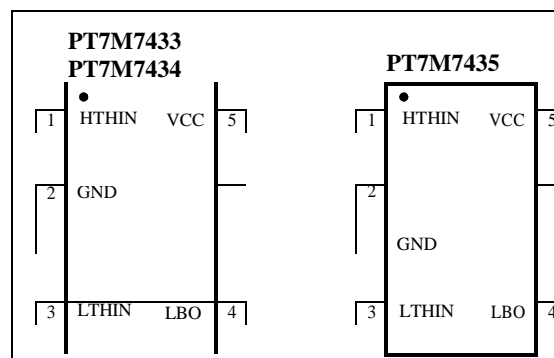 PT7M7433
PT7M7434
1 HTHIN VCC 5
2 GND
3 LTHIN LBO 4
PT7M7435
1 HTHIN VCC 5
2
GND
3 LTHIN LBO 4